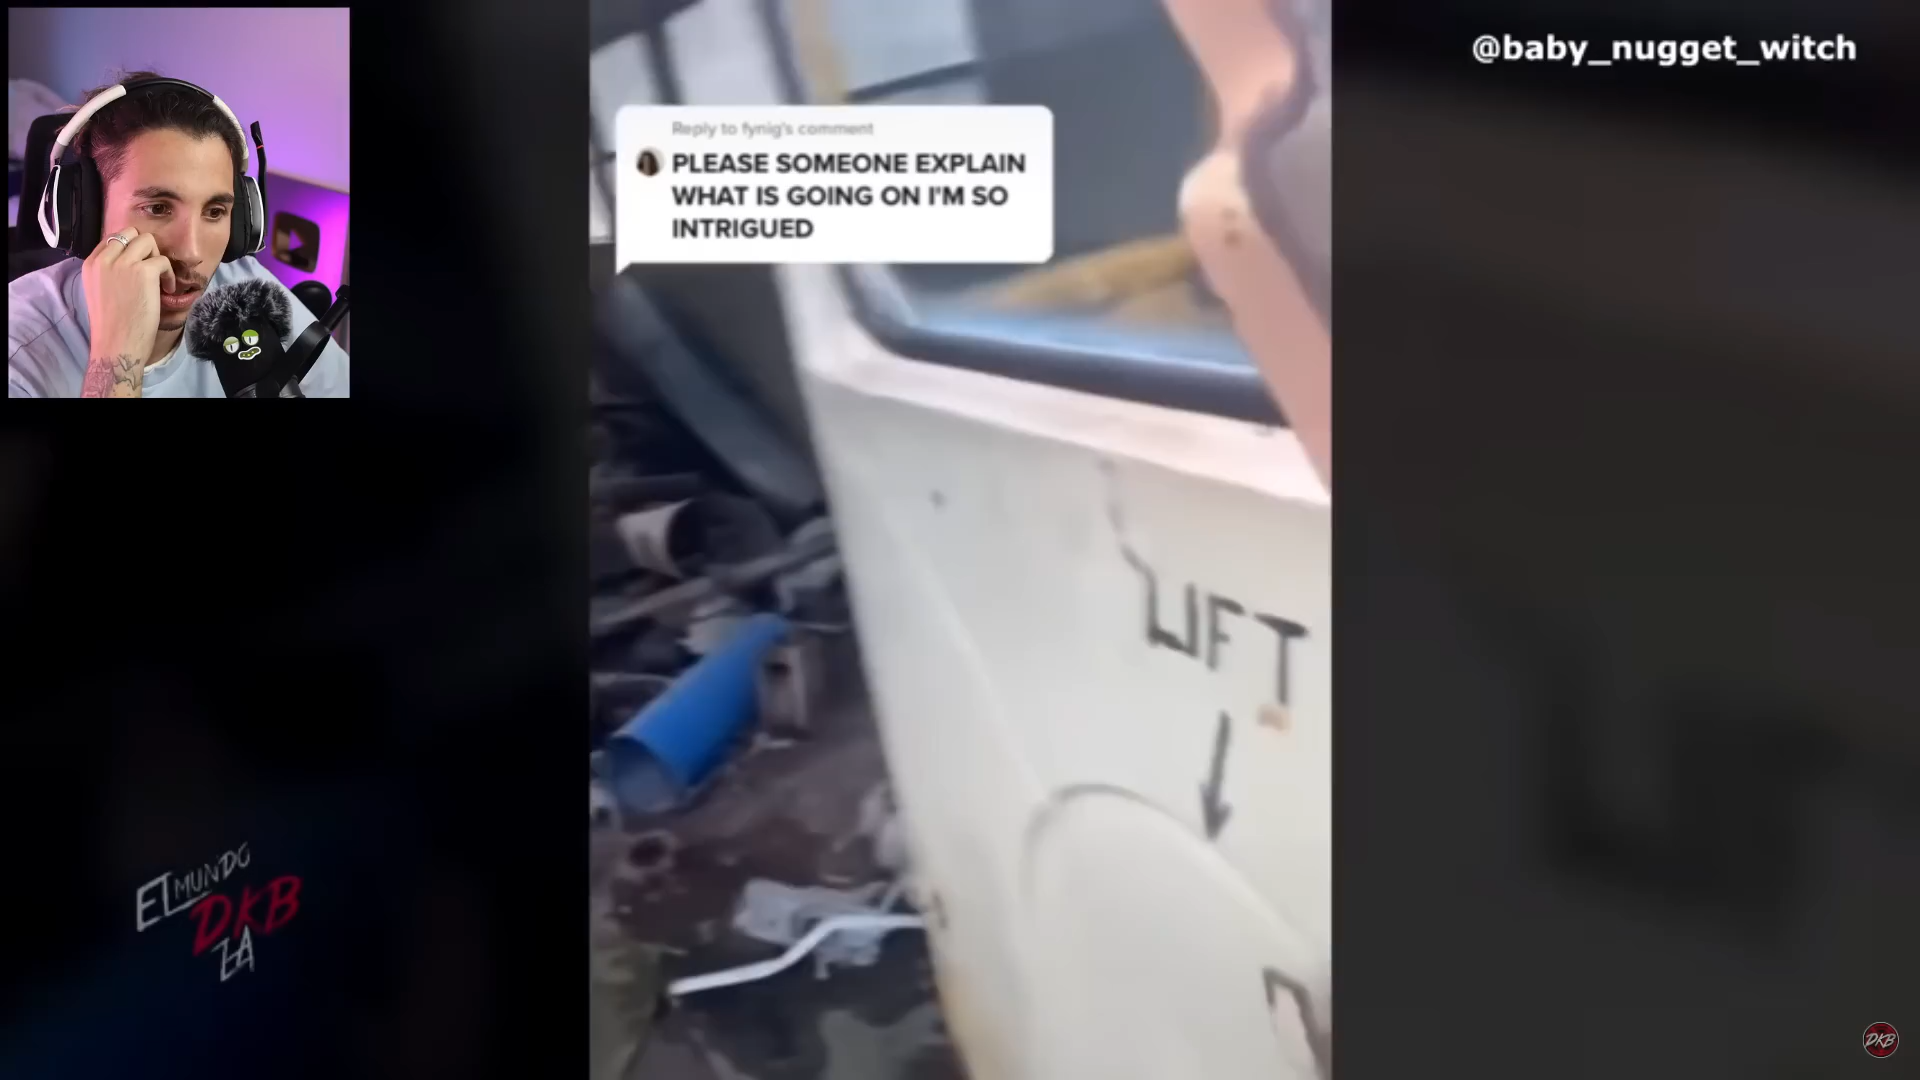 @baby_nugget_witch
Reply to fynig's comment
PLEASE SOMEONE EXPLAIN
WHAT IS GOING ON I'M SO
INTRIGUED
LIFT
EL MUNDO
DKB
LA
DKB